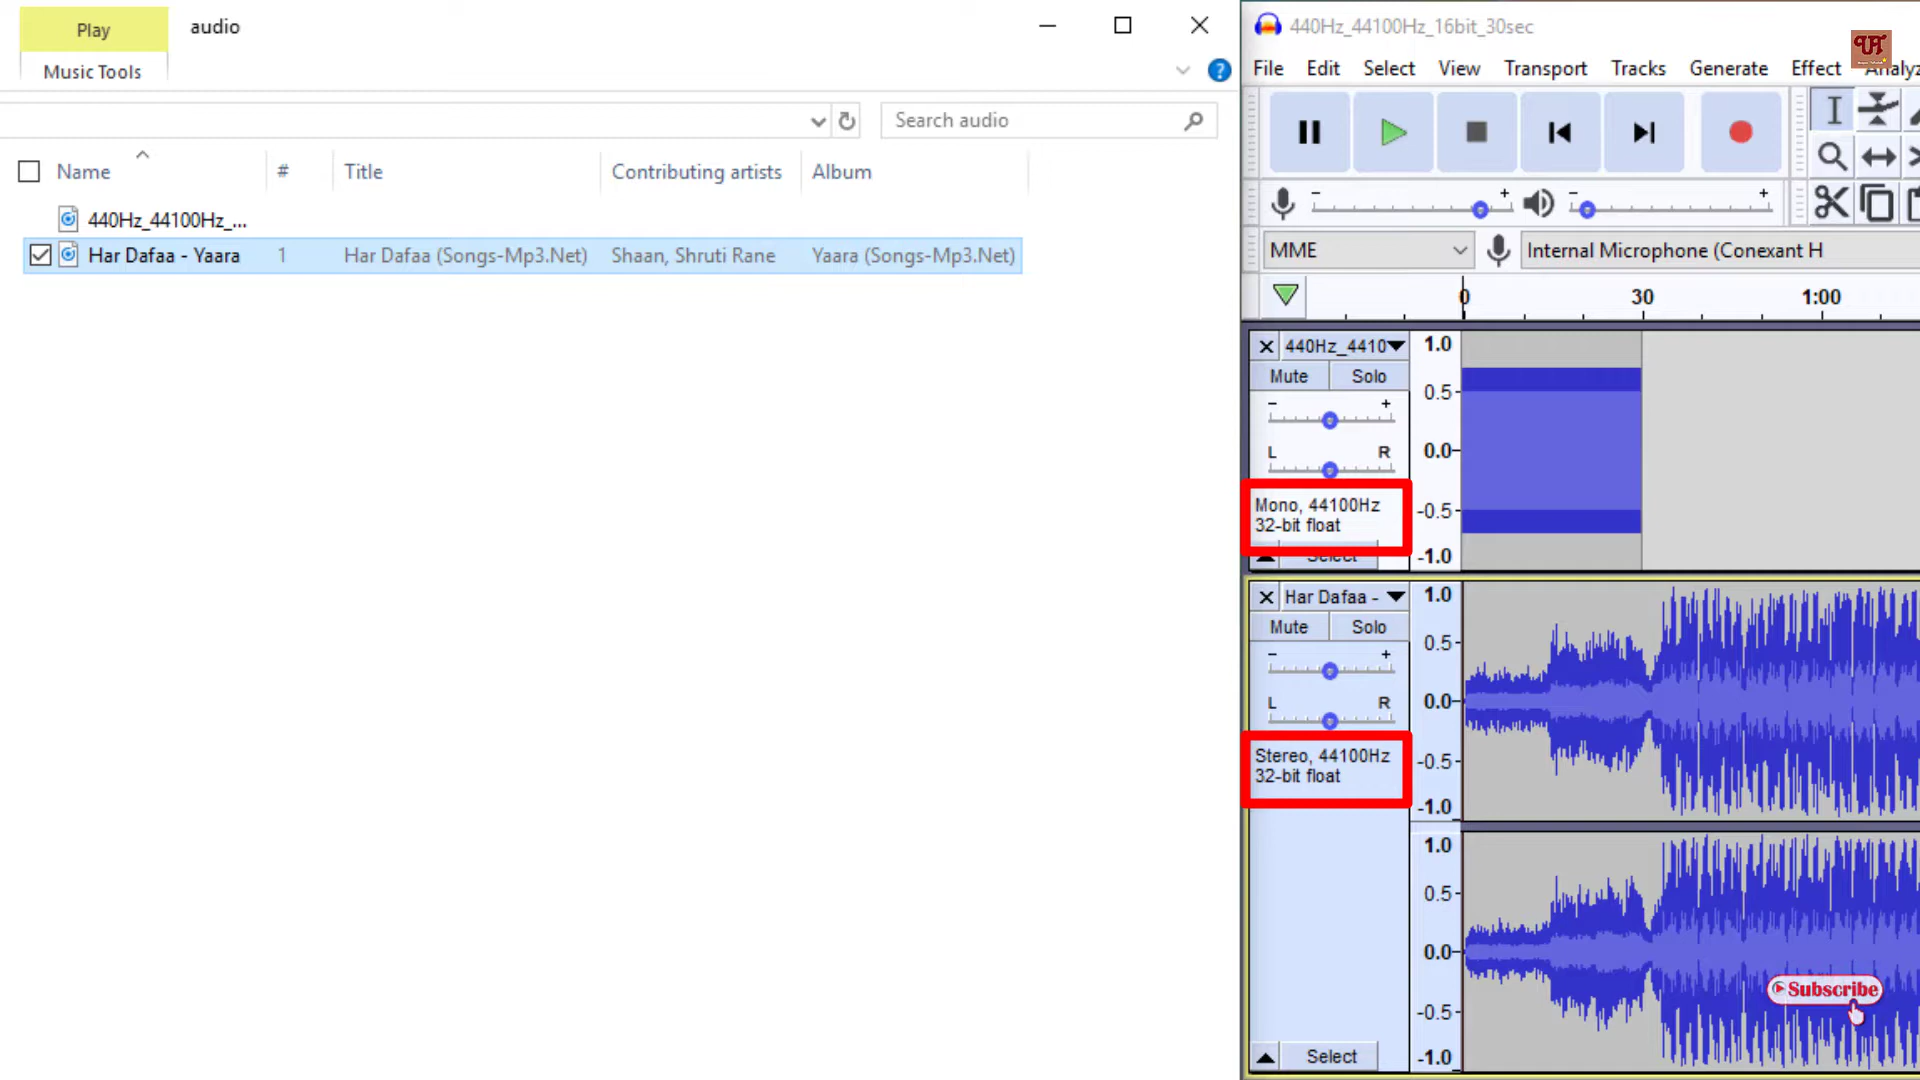 Play
audio
Music Tools
Search audio
Name
#
Title
Contributing artists
Album
440Hz_44100Hz_...
Har Dafaa - Yaara
1
Har Dafaa (Songs-Mp3.Net)
Shaan, Shruti Rane
Yaara (Songs-Mp3.Net)
440Hz_44100Hz_16bit_30sec
File Edit Select View Transport Tracks Generate Effect Analyz
MME
Internal Microphone (Conexant H
0 30 1:00
440Hz_4410
Mute Solo
- +
L R
Mono, 44100Hz
32-bit float
Select
1.0
0.5
0.0
-0.5
-1.0
Har Dafaa -
Mute Solo
- +
L R
Stereo, 44100Hz
32-bit float
Select
1.0
0.5
0.0
-0.5
-1.0
1.0
0.5
0.0
-0.5
-1.0
Subscribe